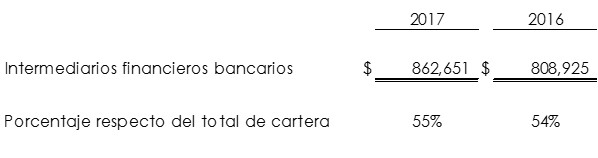 2017 2016
Intermediarios financieros bancarios $ 862,651 $ 808,925
Porcentaje respecto del total de cartera 55% 54%